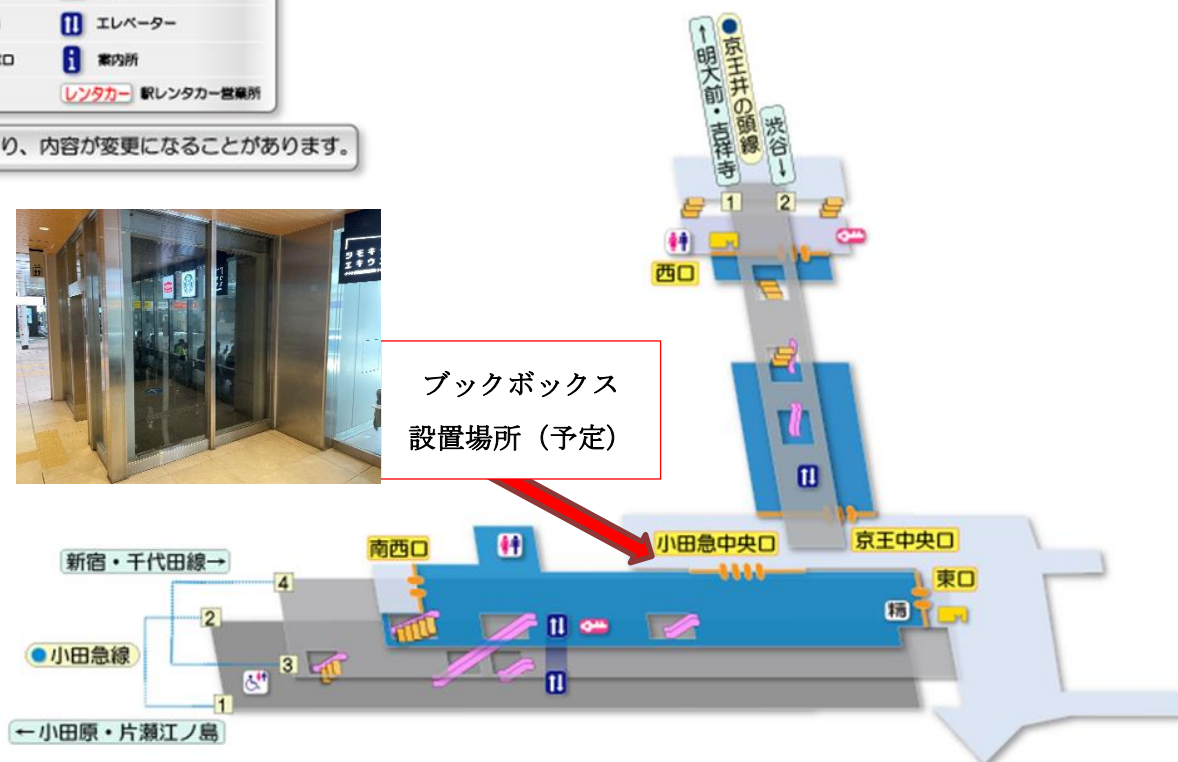 エレベーター
案内所
レンタカー 駅レンタカー営業所
り、内容が変更になることがあります。
↑明大前・吉祥寺
●京王井の頭線
渋谷↓
1
2
西口
ブックボックス
設置場所（予定）
小田急中央口
京王中央口
南西口
東口
精
新宿・千代田線→
4
2
●小田急線
3
1
←小田原・片瀬江ノ島